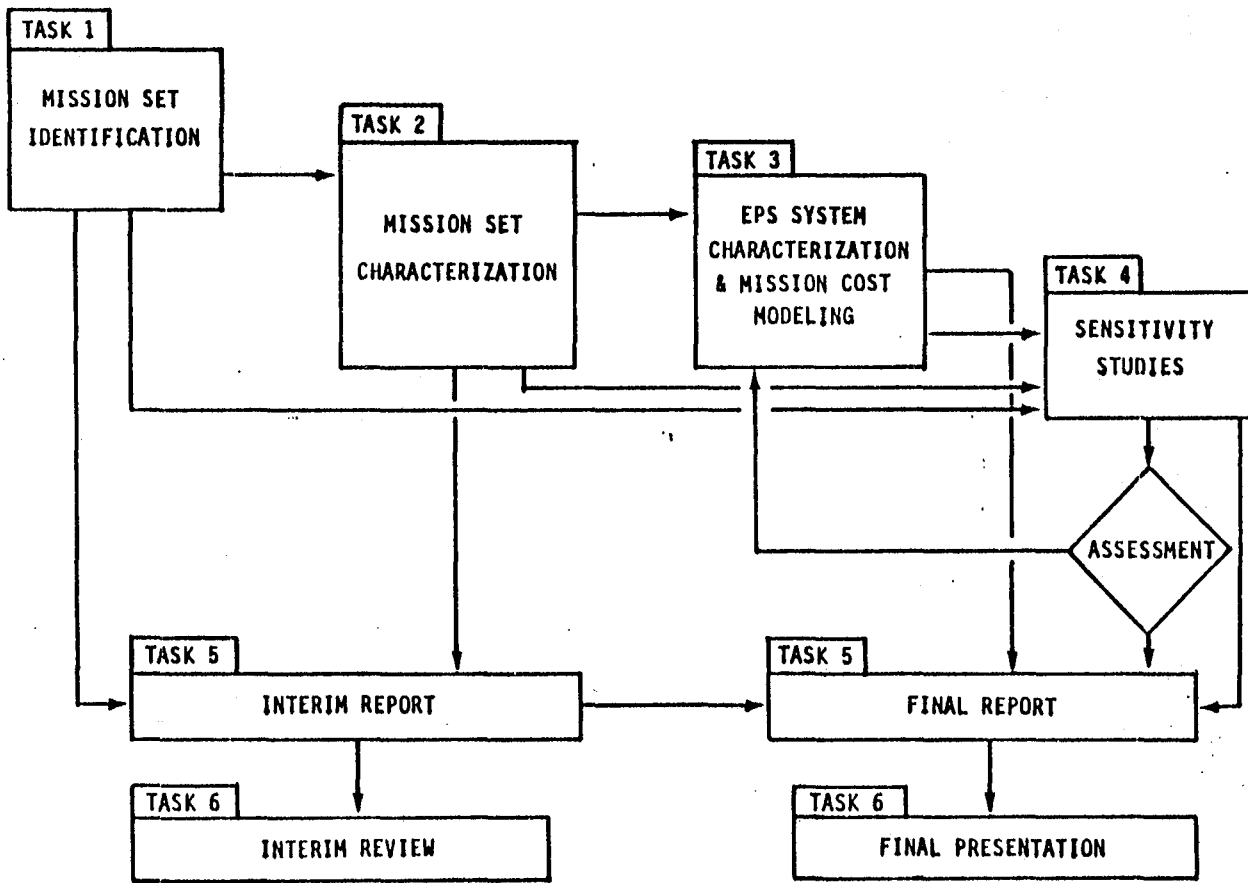 TASK 1
MISSION SET
IDENTIFICATION
TASK 2
MISSION SET
CHARACTERIZATION
TASK 3
EPS SYSTEM
CHARACTERIZATION
& MISSION COST
MODELING
TASK 4
SENSITIVITY
STUDIES
ASSESSMENT
TASK 5
INTERIM REPORT
TASK 5
FINAL REPORT
TASK 6
INTERIM REVIEW
TASK 6
FINAL PRESENTATION